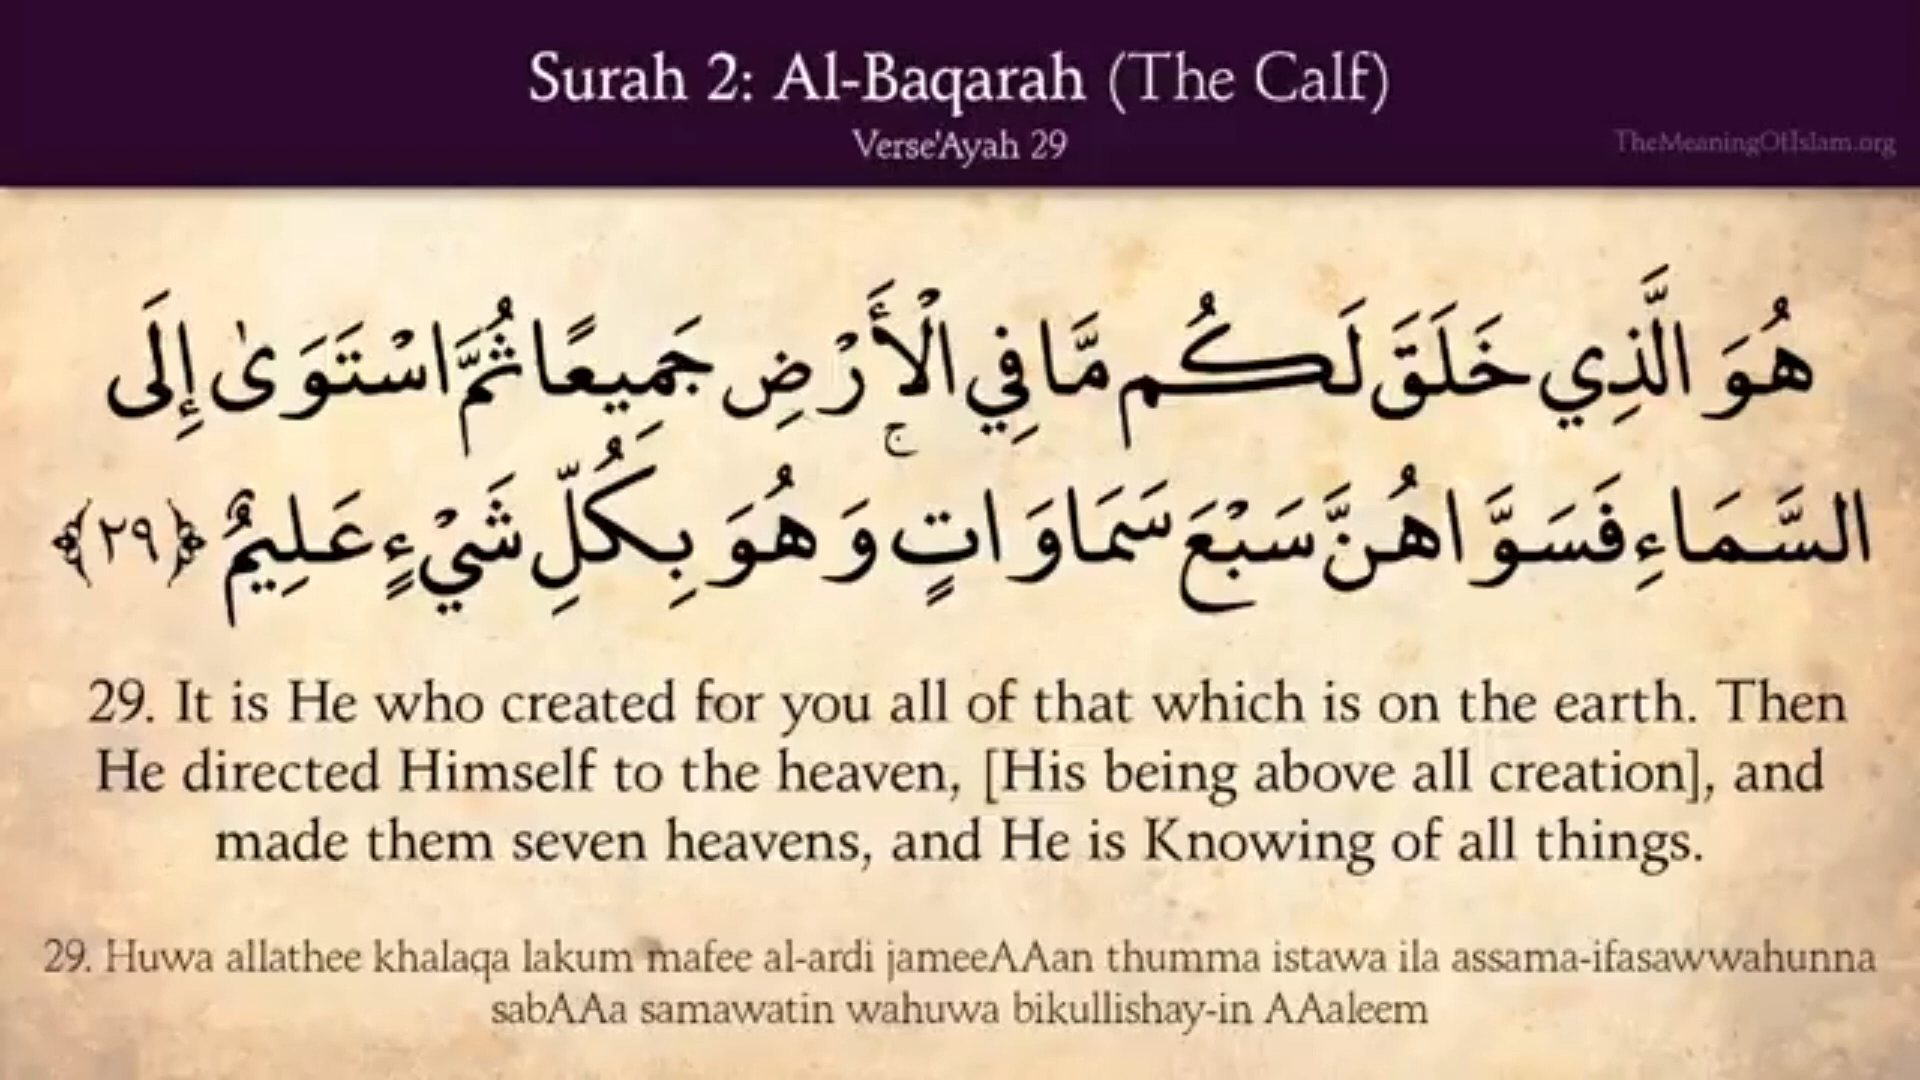 Surah 2: Al-Baqarah (The Calf)
Verse'Ayah 29
TheMeaningOfIslam.org
هُوَ الَّذِي خَلَقَ لَكُم مَّا فِي الْأَرْضِ جَمِيعًا ثُمَّ اسْتَوَىٰ إِلَى
السَّمَاءِ فَسَوَّاهُنَّ سَبْعَ سَمَاوَاتٍ ۚ وَهُوَ بِكُلِّ شَيْءٍ عَلِيمٌ ﴿٢٩﴾
29. It is He who created for you all of that which is on the earth. Then
He directed Himself to the heaven, [His being above all creation], and
made them seven heavens, and He is Knowing of all things.
29. Huwa allathee khalaqa lakum mafee al-ardi jameeAAan thumma istawa ila assama-ifasawwahunna
sabAAa samawatin wahuwa bikullishay-in AAaleem